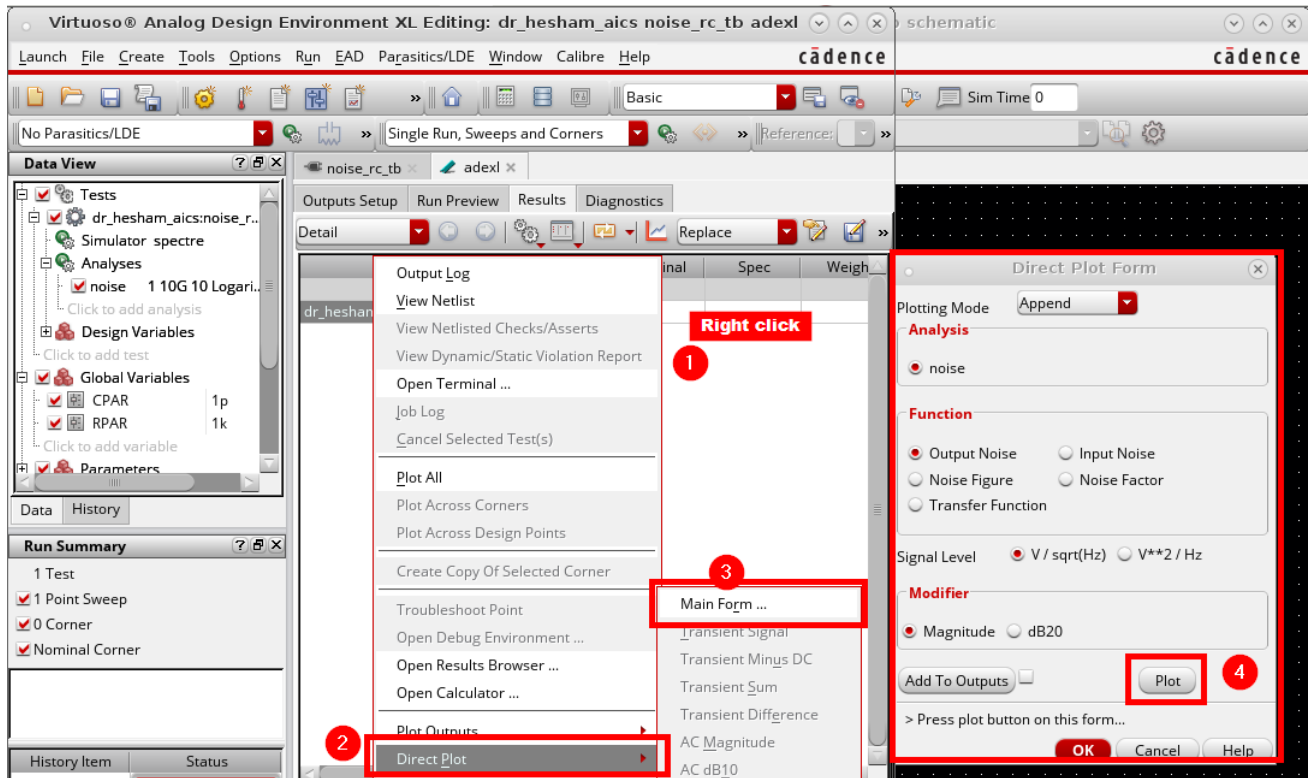 Virtuoso® Analog Design Environment XL Editing: dr_hesham_aics noise_rc_tb adexl
schematic
Launch File Create Tools Options Run EAD Parasitics/LDE Window Calibre Help
cādence
cādence
» Basic
Sim Time 0
No Parasitics/LDE » Single Run, Sweeps and Corners » Reference: »
Data View
Tests
dr_hesham_aics:noise_r..
Simulator spectre
Analyses
noise 1 10G 10 Logari..
Click to add analysis
Design Variables
Click to add test
Global Variables
CPAR 1p
RPAR 1k
Click to add variable
Parameters
Data History
Run Summary
1 Test
1 Point Sweep
0 Corner
Nominal Corner
History Item Status
noise_rc_tb adexl
Outputs Setup Run Preview Results Diagnostics
Detail Replace »
inal Spec Weigh
dr_heshan
Output Log
View Netlist
View Netlisted Checks/Asserts
View Dynamic/Static Violation Report
Open Terminal ...
Job Log
Cancel Selected Test(s)
Plot All
Plot Across Corners
Plot Across Design Points
Create Copy Of Selected Corner
Troubleshoot Point
Open Debug Environment ...
Open Results Browser ...
Open Calculator ...
Plot Outputs
Direct Plot
Right click
1
2
3
Main Form ...
Transient Signal
Transient Minus DC
Transient Sum
Transient Difference
AC Magnitude
AC dB10
Direct Plot Form
Plotting Mode Append
Analysis
noise
Function
Output Noise Input Noise
Noise Figure Noise Factor
Transfer Function
Signal Level V / sqrt(Hz) V**2 / Hz
Modifier
Magnitude dB20
Add To Outputs Plot
4
> Press plot button on this form...
OK Cancel Help